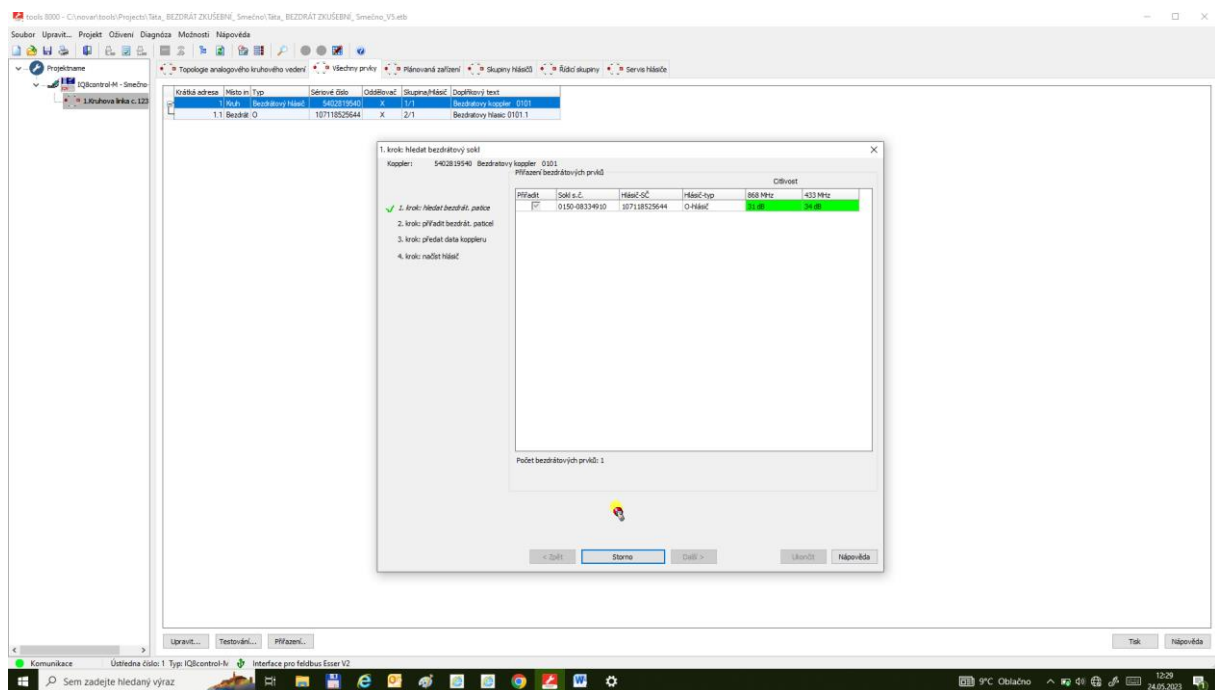 tools 8000 - C:\novar\tools\Projects\Táta_ BEZDRÁT ZKUŠEBNÍ_ Smečno\Táta_ BEZDRÁT ZKUŠEBNÍ_ Smečno_V5.etb
Soubor Upravit... Projekt Oživení Diagnóza Možnosti Nápověda
Projektname
IQ8control-M - Smečno
1.Kruhova linka c. 123
Topologie analogového kruhového vedení Všechny prvky Plánovaná zařízení Skupiny hlásičů Řídicí skupiny Servis hlásiče
Krátká adresa Místo in Typ Sériové číslo Oddělovač Skupina/Hlásič Doplňkový text
1 Kruh Bezdrátový hlásič 5402819540 X 1/1 Bezdratovy koppler 0101
1.1 Bezdrát O 107118525644 X 2/1 Bezdratovy hlasic 0101.1
1. krok: hledat bezdrátový sokl
Koppler: 5402819540 Bezdratovy koppler 0101
Přiřazení bezdrátových prvků
Citlivost
Přiřadit Sokl s.č. Hlásič-SČ Hlásič-typ 868 MHz 433 MHz
0150-08334910 107118525644 O-hlásič 31 dB 34 dB
1. krok: hledat bezdrát. patice
2. krok: přiřadit bezdrát. paticeí
3. krok: předat data koppleru
4. krok: načíst hlásič
Počet bezdrátových prvků: 1
< Zpět Storno Další > Ukončit Nápověda
Upravit... Testování... Přiřazení.. Tisk Nápověda
Komunikace Ústředna číslo: 1 Typ: IQ8control-M Interface pro feldbus Esser V2
Sem zadejte hledaný výraz
9°C Oblačno
12:29
24.05.2023